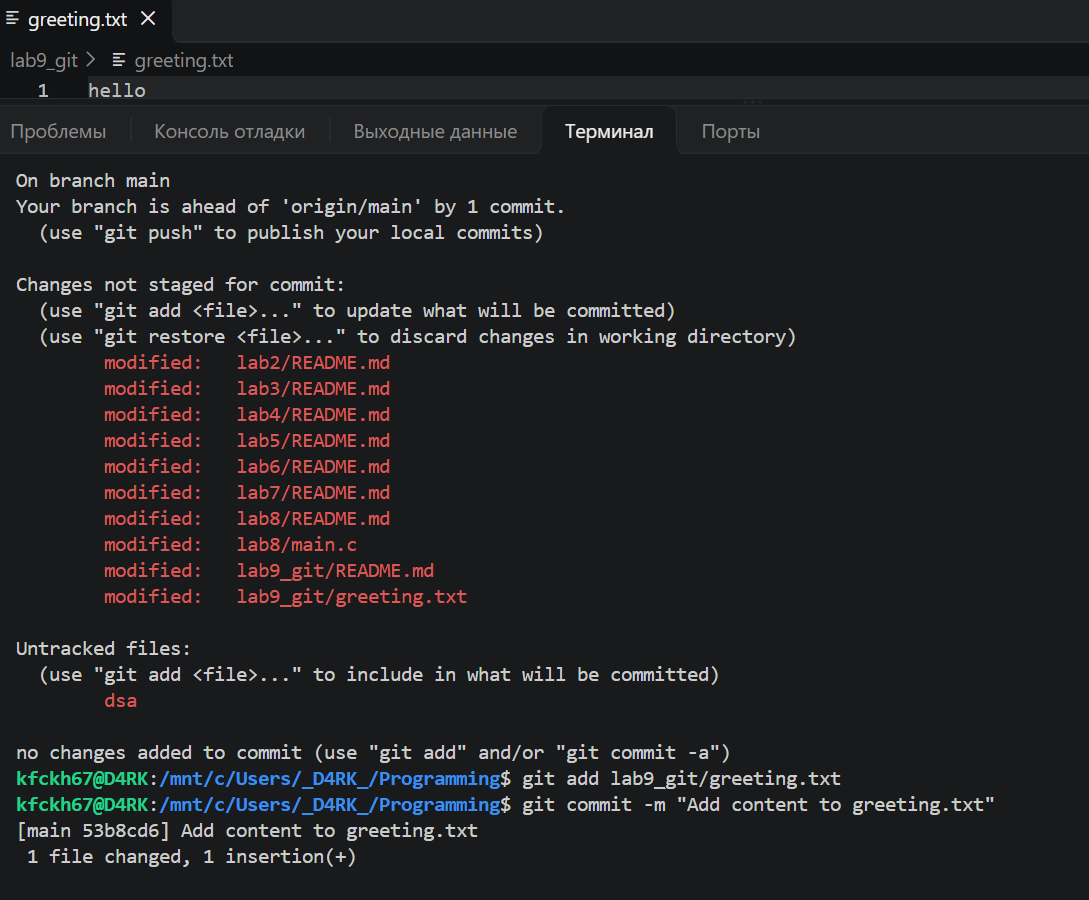 greeting.txt ×
lab9_git > greeting.txt
1 hello
Проблемы Консоль отладки Выходные данные Терминал Порты
On branch main
Your branch is ahead of 'origin/main' by 1 commit.
  (use "git push" to publish your local commits)

Changes not staged for commit:
  (use "git add <file>..." to update what will be committed)
  (use "git restore <file>..." to discard changes in working directory)
        modified:   lab2/README.md
        modified:   lab3/README.md
        modified:   lab4/README.md
        modified:   lab5/README.md
        modified:   lab6/README.md
        modified:   lab7/README.md
        modified:   lab8/README.md
        modified:   lab8/main.c
        modified:   lab9_git/README.md
        modified:   lab9_git/greeting.txt

Untracked files:
  (use "git add <file>..." to include in what will be committed)
        dsa

no changes added to commit (use "git add" and/or "git commit -a")
kfckh67@D4RK:/mnt/c/Users/_D4RK_/Programming$ git add lab9_git/greeting.txt
kfckh67@D4RK:/mnt/c/Users/_D4RK_/Programming$ git commit -m "Add content to greeting.txt"
[main 53b8cd6] Add content to greeting.txt
 1 file changed, 1 insertion(+)